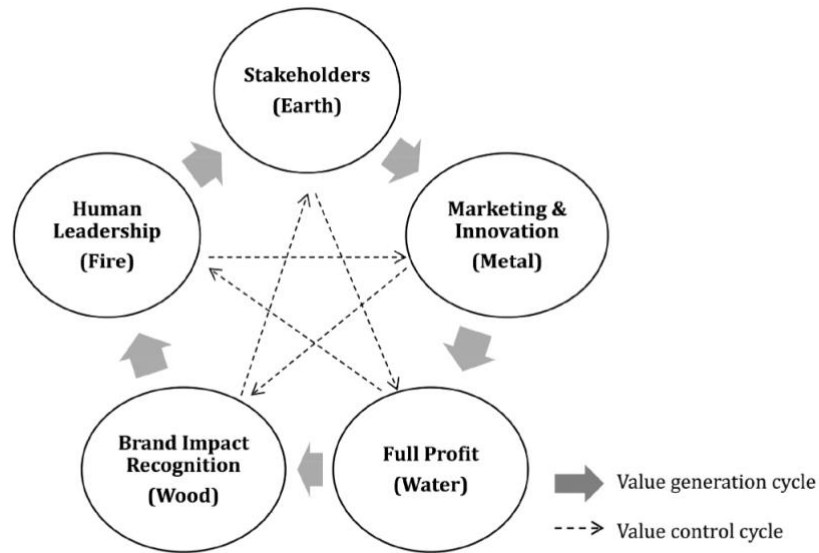 Stakeholders
(Earth)
Human
Leadership
(Fire)
Marketing &
Innovation
(Metal)
Brand Impact
Recognition
(Wood)
Full Profit
(Water)
Value generation cycle
Value control cycle